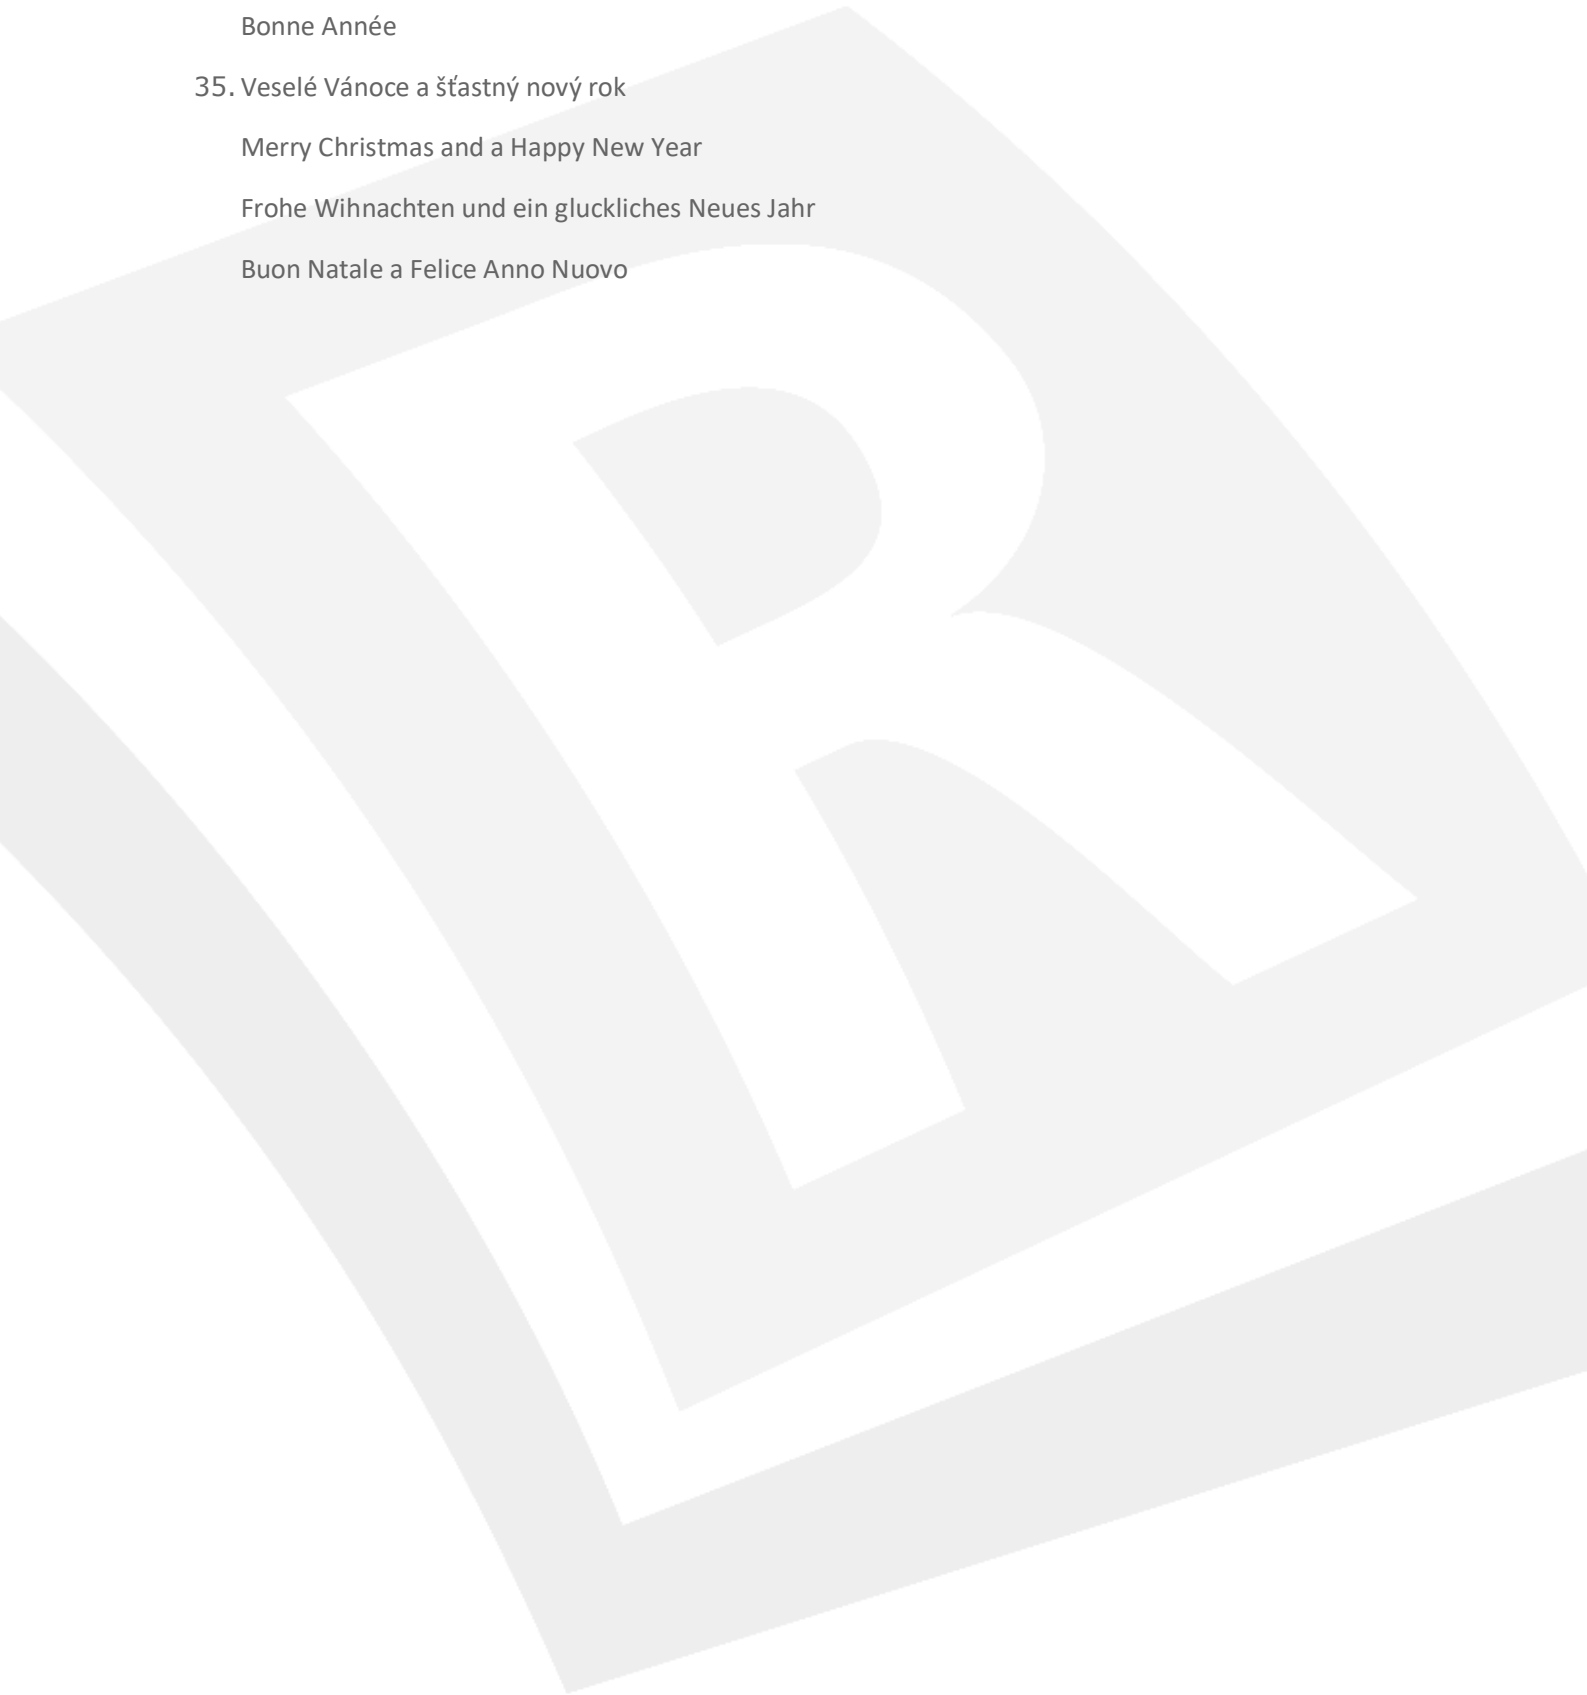 Bonne Année
35. Veselé Vánoce a šťastný nový rok
Merry Christmas and a Happy New Year
Frohe Wihnachten und ein gluckliches Neues Jahr
Buon Natale a Felice Anno Nuovo
R